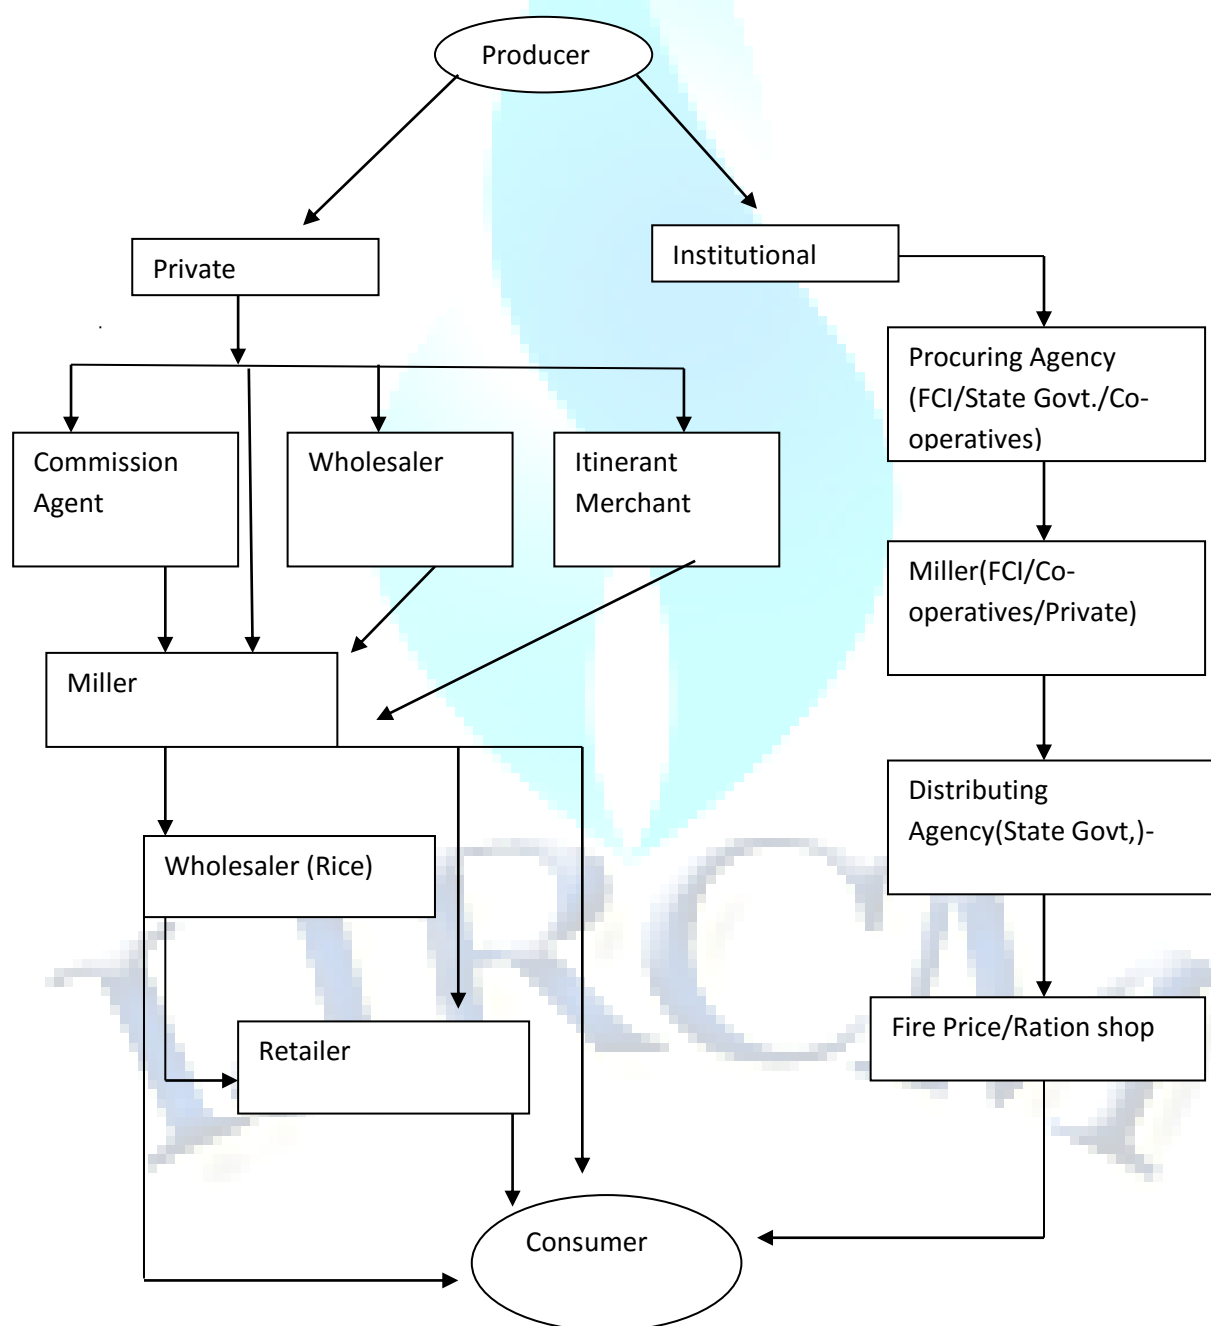 Producer
Private
Institutional
Procuring Agency
(FCI/State Govt./Co-
operatives)
Commission
Agent
Wholesaler
Itinerant
Merchant
Miller(FCI/Co-
operatives/Private)
Miller
Distributing
Agency(State Govt,)-
Wholesaler (Rice)
Fire Price/Ration shop
Retailer
Consumer